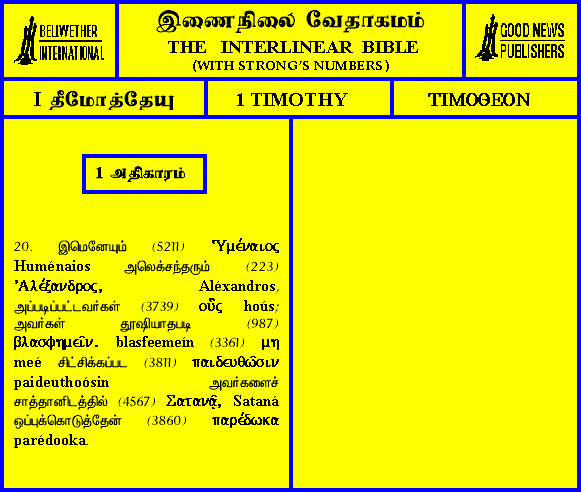 BELLWETHER
INTERNATIONAL
இணைநிலை வேதாகமம்
THE INTERLINEAR BIBLE
(WITH STRONG'S NUMBERS)
GOOD NEWS
PUBLISHERS
I தீமோத்தேயு
1 TIMOTHY
ΤΙΜΟΘΕΟΝ
1 அதிகாரம்
20. இமெனேயும் (5211) Ὑμέναιος
Huménaios அலெக்சந்தரும் (223)
Ἀλέξανδρος, Aléxandros,
அப்படிப்பட்டவர்கள் (3739) οὓς hoús;
அவர்கள் தூஷியாதபடி (987)
βλασφημεῖν. blasfeemeín (3361) μη
meé சிட்சிக்கப்பட (3811) παιδευθῶσιν
paideuthoósin அவர்களைச்
சாத்தானிடத்தில் (4567) Σατανᾷ, Sataná
ஒப்புக்கொடுத்தேன் (3860) παρέδωκα
parédooka.